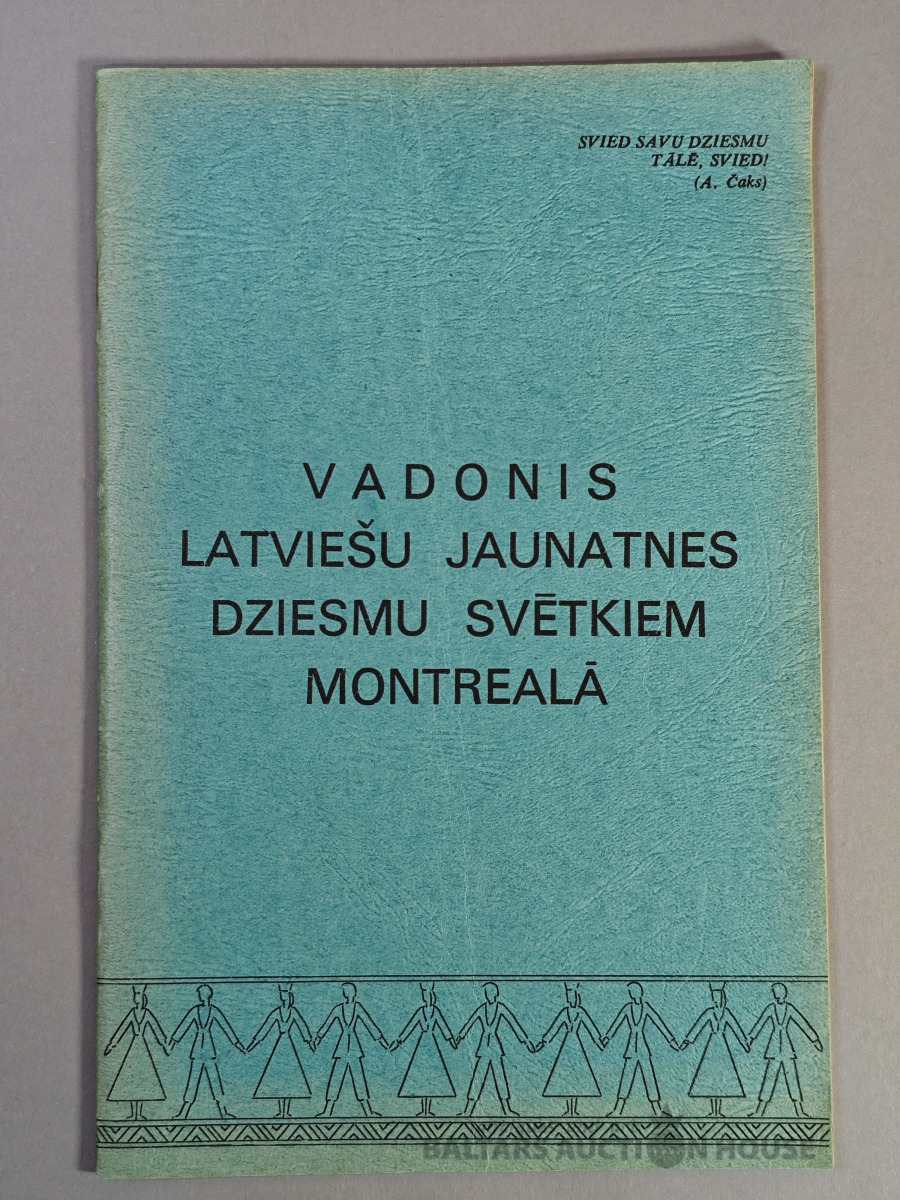 SVIED SAVU DZIESMU
TĀLĒ, SVIED!
(A. Čaks)
VADONIS
LATVIEŠU JAUNATNES
DZIESMU SVĒTKIEM
MONTREALĀ
BALTARS AUCTION HOUSE